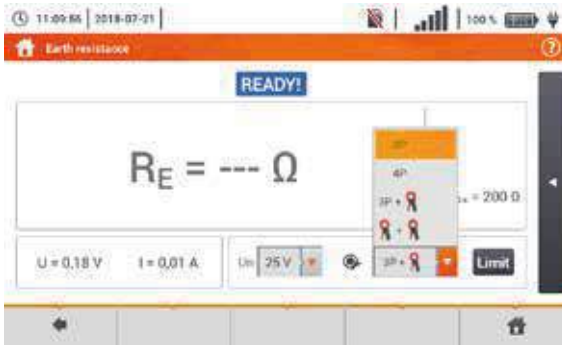 11:09:56 | 2018-07-21 | 100 %
Earth resistance
READY!
R_E = --- Ω
3P
4P
3P +
+
= 200 Ω
U = 0,18 V I = 0,01 A Un 25 V 3P + Limit